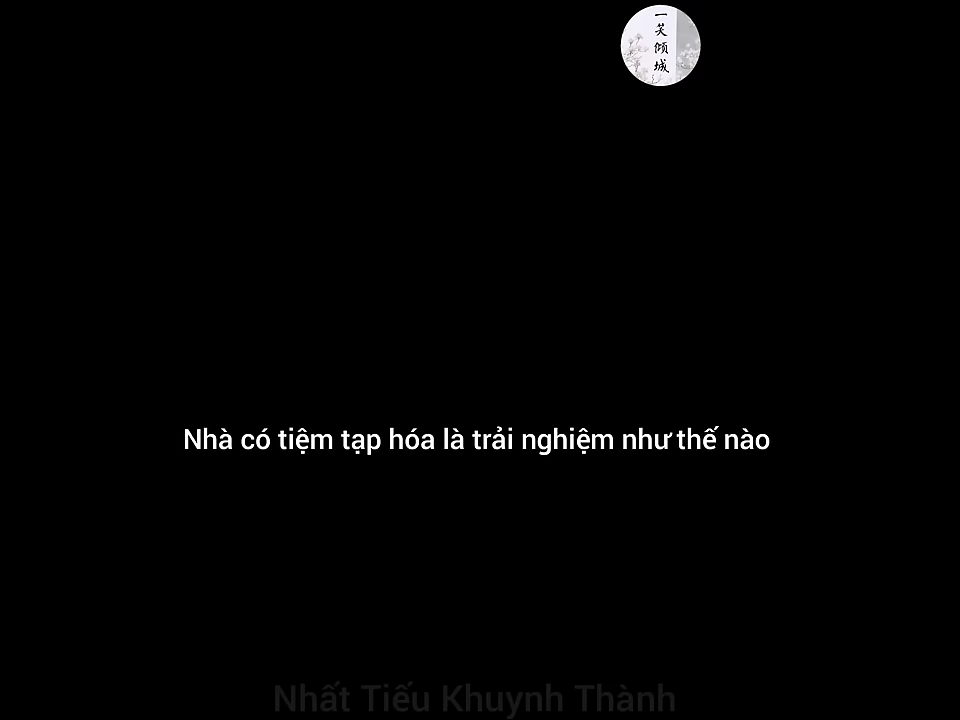 一笑倾城
Nhà có tiệm tạp hóa là trải nghiệm như thế nào
Nhất Tiếu Khuynh Thành